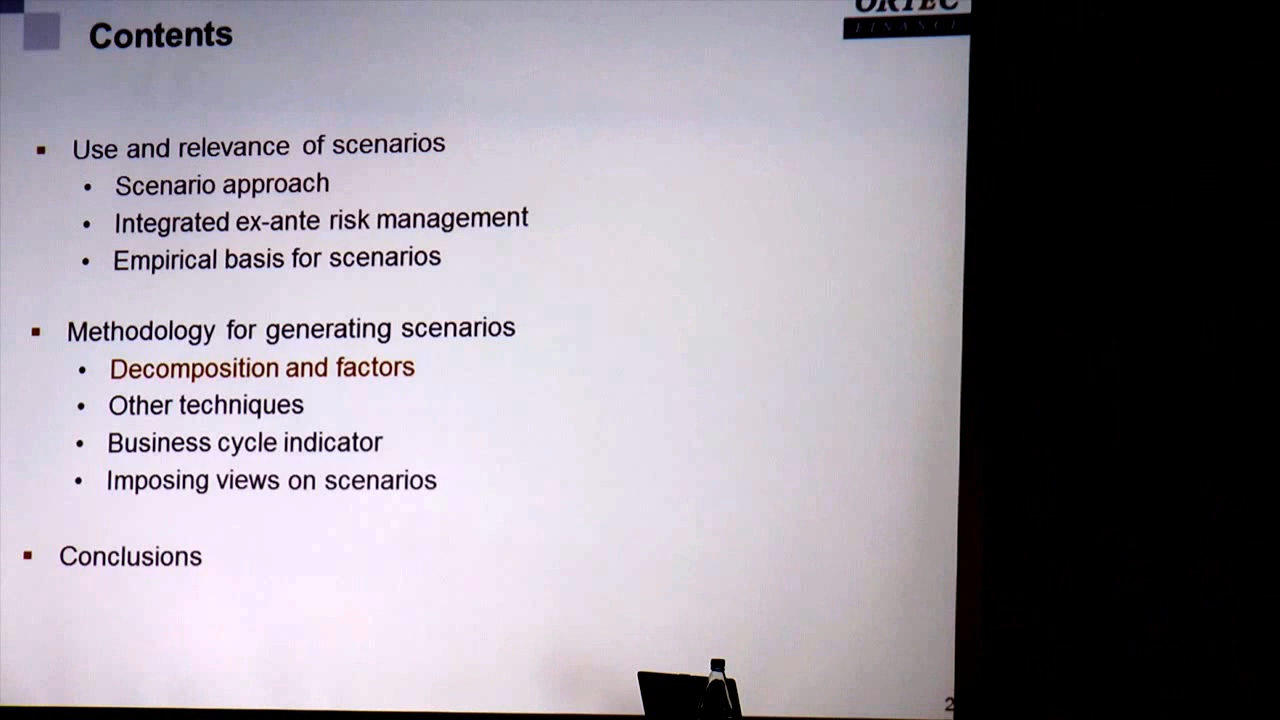 Contents
ORTEC
FINANCE
Use and relevance of scenarios
Scenario approach
Integrated ex-ante risk management
Empirical basis for scenarios
Methodology for generating scenarios
Decomposition and factors
Other techniques
Business cycle indicator
Imposing views on scenarios
Conclusions